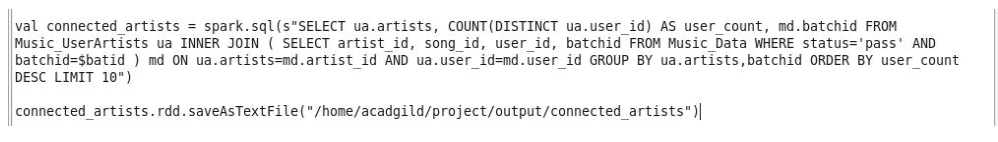 val connected_artists = spark.sql(s"SELECT ua.artists, COUNT(DISTINCT ua.user_id) AS user_count, md.batchid FROM
Music_UserArtists ua INNER JOIN ( SELECT artist_id, song_id, user_id, batchid FROM Music_Data WHERE status='pass' AND
batchid=$batid ) md ON ua.artists=md.artist_id AND ua.user_id=md.user_id GROUP BY ua.artists,batchid ORDER BY user_count
DESC LIMIT 10")
connected_artists.rdd.saveAsTextFile("/home/acadgild/project/output/connected_artists")